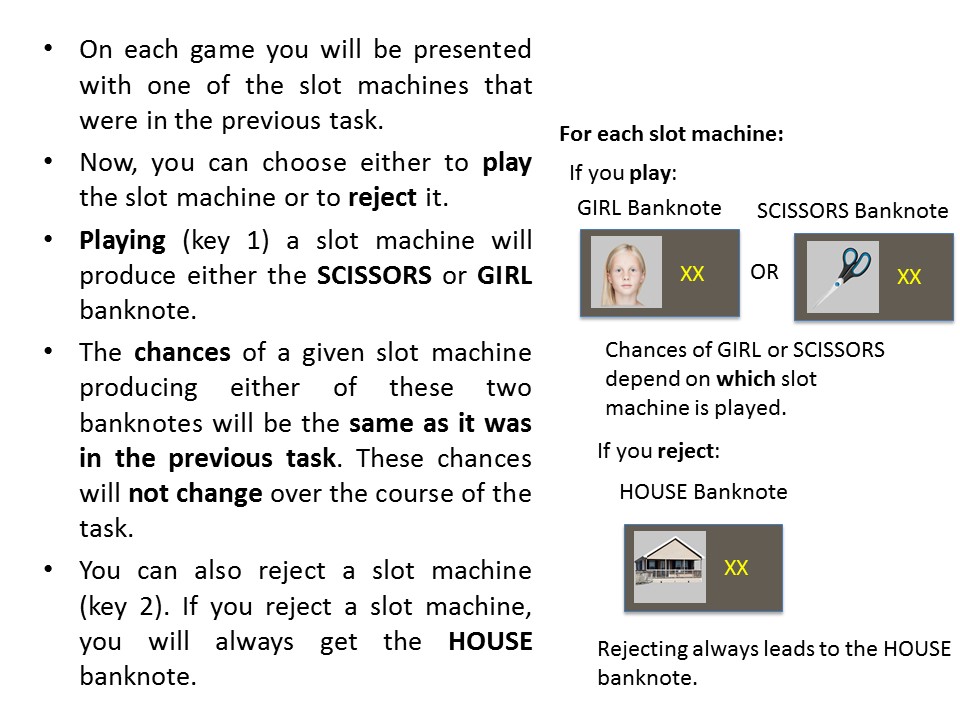 • On each game you will be presented
with one of the slot machines that
were in the previous task.
• Now, you can choose either to play
the slot machine or to reject it.
• Playing (key 1) a slot machine will
produce either the SCISSORS or GIRL
banknote.
• The chances of a given slot machine
producing either of these two
banknotes will be the same as it was
in the previous task. These chances
will not change over the course of the
task.
• You can also reject a slot machine
(key 2). If you reject a slot machine,
you will always get the HOUSE
banknote.
For each slot machine:
If you play:
GIRL Banknote
SCISSORS Banknote
XX
OR
XX
Chances of GIRL or SCISSORS
depend on which slot
machine is played.
If you reject:
HOUSE Banknote
XX
Rejecting always leads to the HOUSE
banknote.